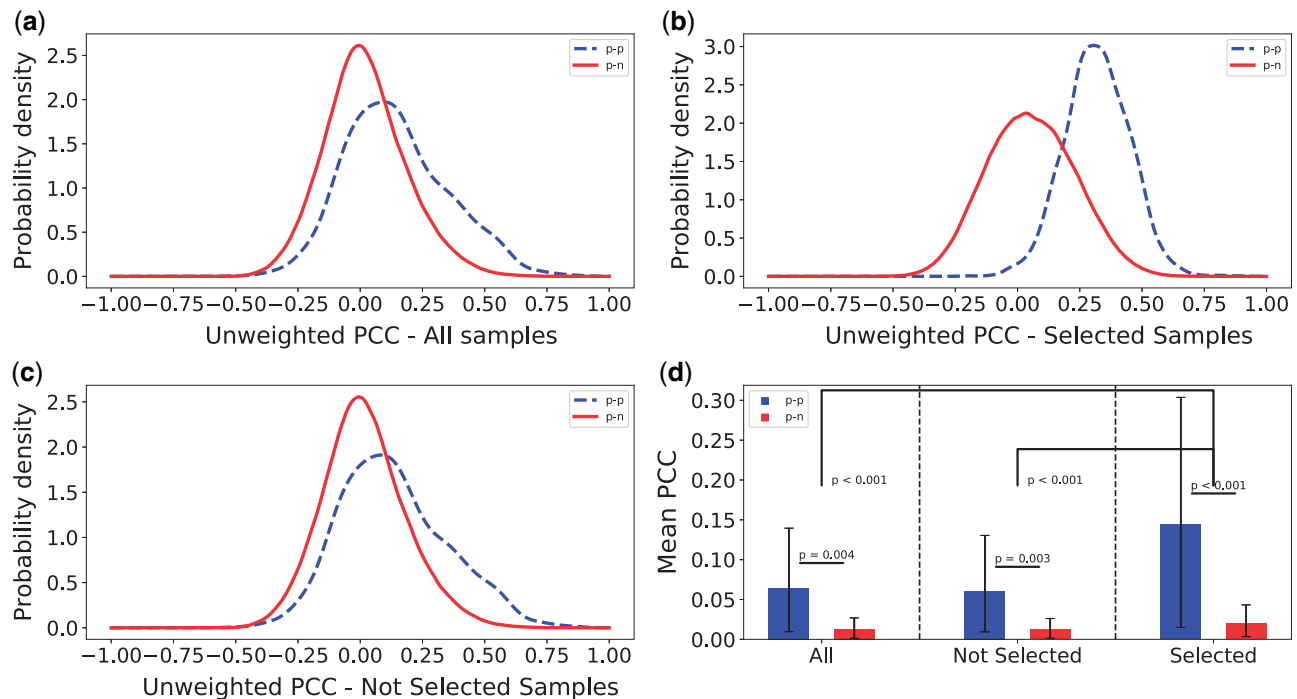 (a)
Probability density
2.5
2.0
1.5
1.0
0.5
0.0
p-p
p-n
−1.00 −0.75 −0.50 −0.25 0.00 0.25 0.50 0.75 1.00
Unweighted PCC - All samples
(b)
Probability density
3.0
2.5
2.0
1.5
1.0
0.5
0.0
p-p
p-n
−1.00 −0.75 −0.50 −0.25 0.00 0.25 0.50 0.75 1.00
Unweighted PCC - Selected Samples
(c)
Probability density
2.5
2.0
1.5
1.0
0.5
0.0
p-p
p-n
−1.00 −0.75 −0.50 −0.25 0.00 0.25 0.50 0.75 1.00
Unweighted PCC - Not Selected Samples
(d)
Mean PCC
0.30
0.25
0.20
0.15
0.10
0.05
0.00
p-p
p-n
p < 0.001
p < 0.001
p < 0.001
p = 0.004
p = 0.003
All Not Selected Selected